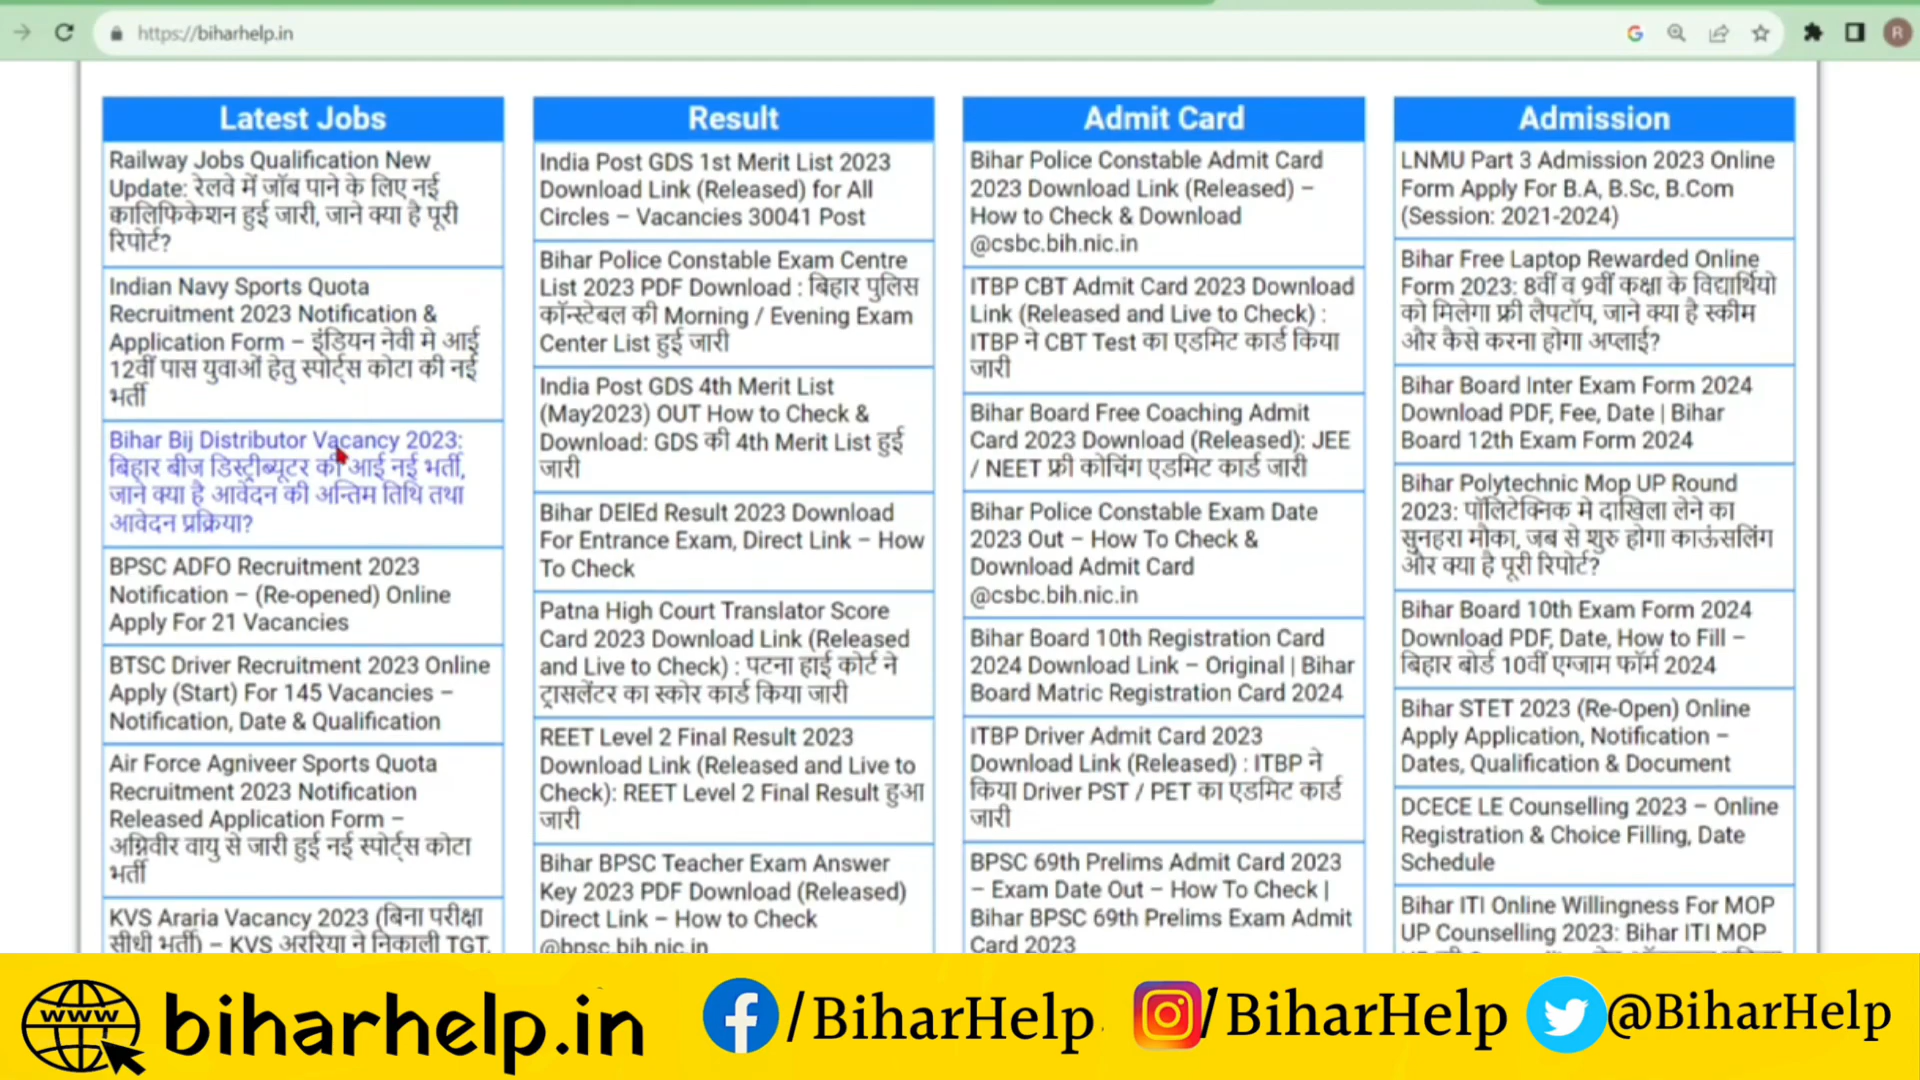 https://biharhelp.in
R
Latest Jobs
Railway Jobs Qualification New
Update: रेलवे में जॉब पाने के लिए नई
क्वालिफिकेशन हुई जारी, जाने क्या है पूरी
रिपोर्ट?
Indian Navy Sports Quota
Recruitment 2023 Notification &
Application Form – इंडियन नेवी मे आई
12वीं पास युवाओं हेतु स्पोर्ट्स कोटा की नई
भर्ती
Bihar Bij Distributor Vacancy 2023:
बिहार बीज डिस्ट्रीब्यूटर की आई नई भर्ती,
जाने क्या है आवेदन की अन्तिम तिथि तथा
आवेदन प्रक्रिया?
BPSC ADFO Recruitment 2023
Notification – (Re-opened) Online
Apply For 21 Vacancies
BTSC Driver Recruitment 2023 Online
Apply (Start) For 145 Vacancies –
Notification, Date & Qualification
Air Force Agniveer Sports Quota
Recruitment 2023 Notification
Released Application Form –
अग्निवीर वायु से जारी हुई नई स्पोर्ट्स कोटा
भर्ती
KVS Araria Vacancy 2023 (बिना परीक्षा
सीधी भर्ती) – KVS अररिया ने निकाली TGT,
Result
India Post GDS 1st Merit List 2023
Download Link (Released) for All
Circles – Vacancies 30041 Post
Bihar Police Constable Exam Centre
List 2023 PDF Download : बिहार पुलिस
कॉन्स्टेबल की Morning / Evening Exam
Center List हुई जारी
India Post GDS 4th Merit List
(May2023) OUT How to Check &
Download: GDS की 4th Merit List हुई
जारी
Bihar DElEd Result 2023 Download
For Entrance Exam, Direct Link – How
To Check
Patna High Court Translator Score
Card 2023 Download Link (Released
and Live to Check) : पटना हाई कोर्ट ने
ट्रासलेंटर का स्कोर कार्ड किया जारी
REET Level 2 Final Result 2023
Download Link (Released and Live to
Check): REET Level 2 Final Result हुआ
जारी
Bihar BPSC Teacher Exam Answer
Key 2023 PDF Download (Released)
Direct Link – How to Check
@bpsc.bih.nic.in
Admit Card
Bihar Police Constable Admit Card
2023 Download Link (Released) –
How to Check & Download
@csbc.bih.nic.in
ITBP CBT Admit Card 2023 Download
Link (Released and Live to Check) :
ITBP ने CBT Test का एडमिट कार्ड किया
जारी
Bihar Board Free Coaching Admit
Card 2023 Download (Released): JEE
/ NEET फ्री कोचिंग एडमिट कार्ड जारी
Bihar Police Constable Exam Date
2023 Out – How To Check &
Download Admit Card
@csbc.bih.nic.in
Bihar Board 10th Registration Card
2024 Download Link – Original | Bihar
Board Matric Registration Card 2024
ITBP Driver Admit Card 2023
Download Link (Released) : ITBP ने
किया Driver PST / PET का एडमिट कार्ड
जारी
BPSC 69th Prelims Admit Card 2023
– Exam Date Out – How To Check |
Bihar BPSC 69th Prelims Exam Admit
Card 2023
Admission
LNMU Part 3 Admission 2023 Online
Form Apply For B.A, B.Sc, B.Com
(Session: 2021-2024)
Bihar Free Laptop Rewarded Online
Form 2023: 8वीं व 9वीं कक्षा के विद्यार्थियो
को मिलेगा फ्री लैपटॉप, जाने क्या है स्कीम
और कैसे करना होगा अप्लाई?
Bihar Board Inter Exam Form 2024
Download PDF, Fee, Date | Bihar
Board 12th Exam Form 2024
Bihar Polytechnic Mop UP Round
2023: पॉलिटेक्निक मे दाखिला लेने का
सुनहरा मौका, जब से शुरु होगा काऊंसलिंग
और क्या है पूरी रिपोर्ट?
Bihar Board 10th Exam Form 2024
Download PDF, Date, How to Fill –
बिहार बोर्ड 10वीं एग्जाम फॉर्म 2024
Bihar STET 2023 (Re-Open) Online
Apply Application, Notification –
Dates, Qualification & Document
DCECE LE Counselling 2023 – Online
Registration & Choice Filling, Date
Schedule
Bihar ITI Online Willingness For MOP
UP Counselling 2023: Bihar ITI MOP
WWW biharhelp.in /BiharHelp /BiharHelp @BiharHelp